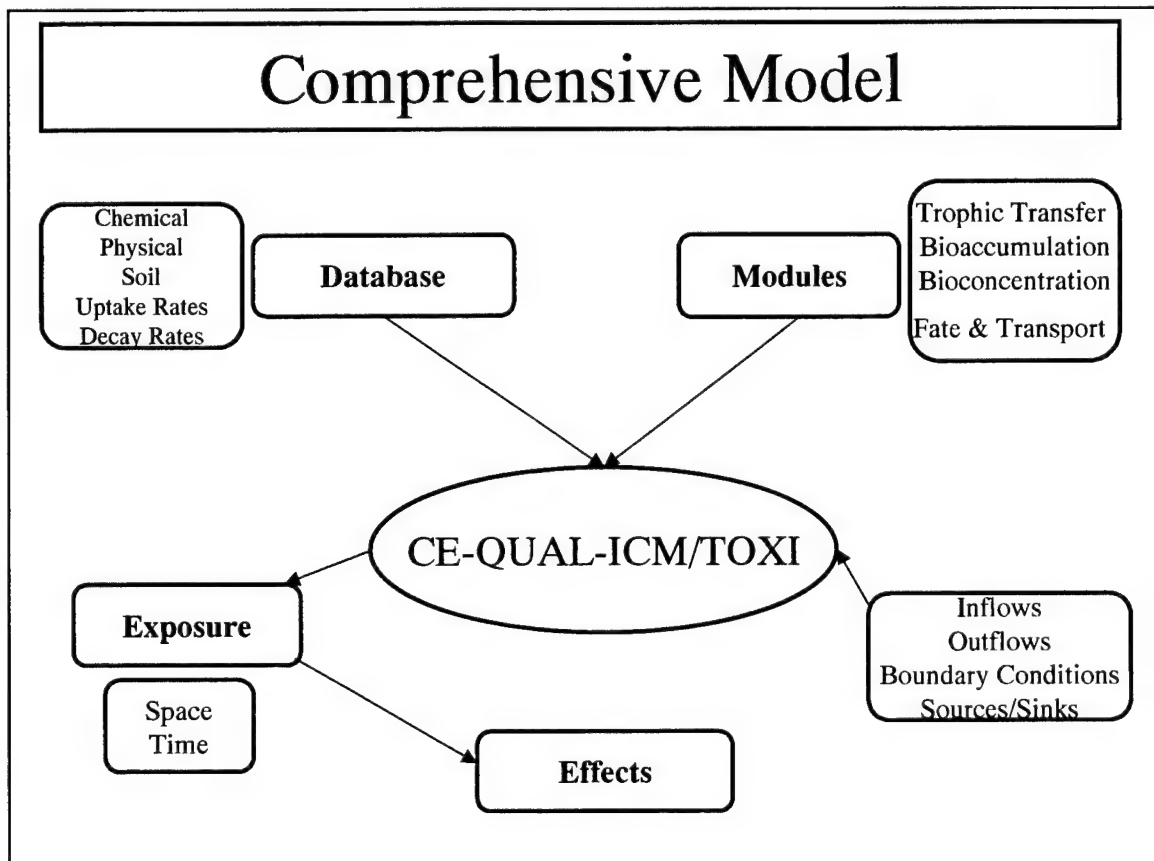 Comprehensive Model
Chemical
Physical
Soil
Uptake Rates
Decay Rates
Database
Modules
Trophic Transfer
Bioaccumulation
Bioconcentration
Fate & Transport
CE-QUAL-ICM/TOXI
Exposure
Space
Time
Inflows
Outflows
Boundary Conditions
Sources/Sinks
Effects